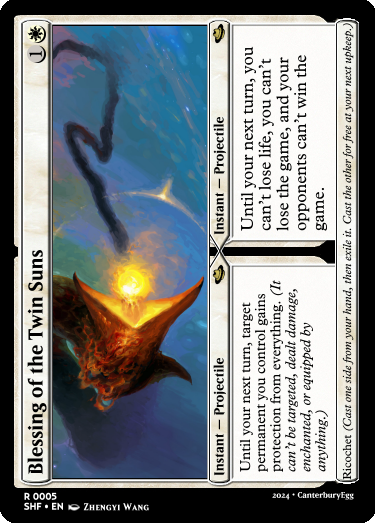 Blessing of the Twin Suns
1
Instant — Projectile
Until your next turn, target
permanent you control gains
protection from everything. (It
can't be targeted, dealt damage,
enchanted, or equipped by
anything.)
Instant — Projectile
Until your next turn, you
can't lose life, you can't
lose the game, and your
opponents can't win the
game.
Ricochet (Cast one side from your hand, then exile it. Cast the other for free at your next upkeep.)
R 0005
SHF • EN Zhengyi Wang
2024 • CanterburyEgg